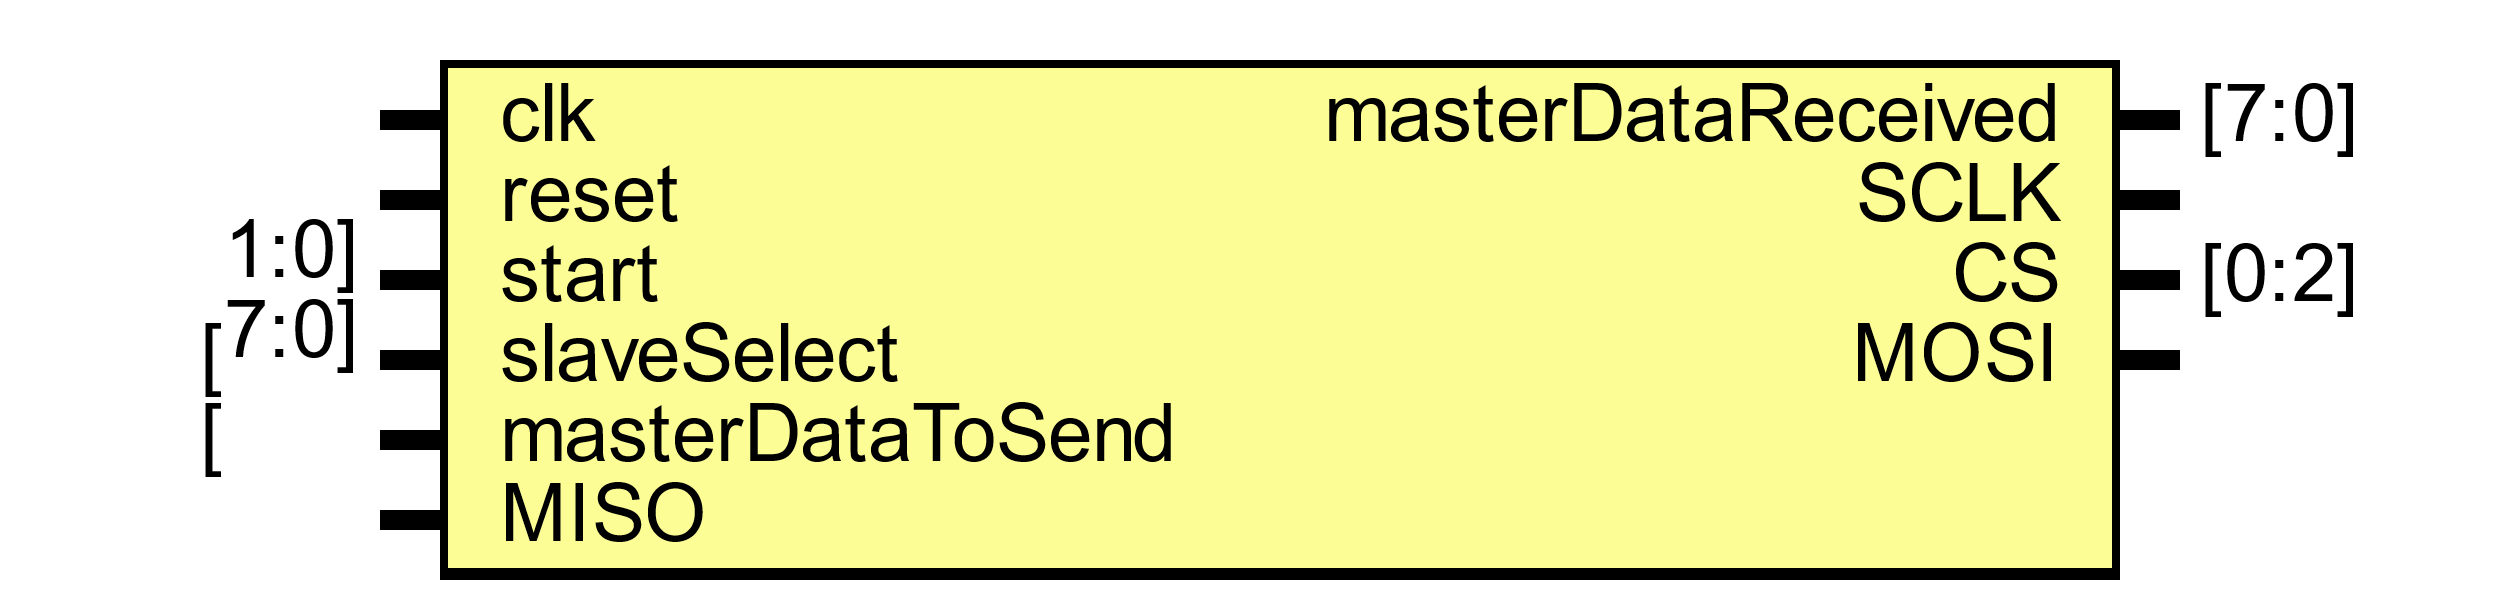 clk masterDataReceived [7:0]
reset SCLK
1:0] start CS [0:2]
7:0]
[ slaveSelect MOSI
[ masterDataToSend
MISO